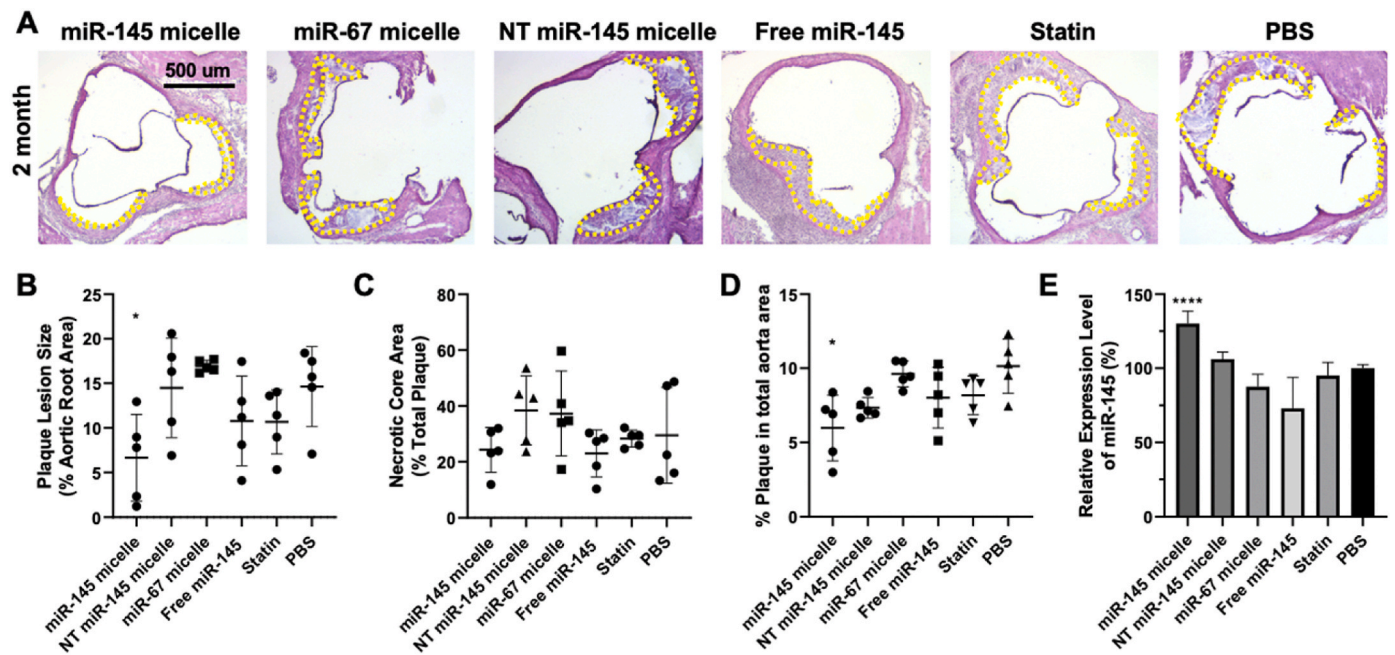 A
miR-145 micelle
miR-67 micelle
NT miR-145 micelle
Free miR-145
Statin
PBS
2 month
500 um
B
Plaque Lesion Size
(% Aortic Root Area)
25
20
15
10
5
0
miR-145 micelle
NT miR-145 micelle
miR-67 micelle
Free miR-145
Statin
PBS
*
C
Necrotic Core Area
(% Total Plaque)
80
60
40
20
0
miR-145 micelle
NT miR-145 micelle
miR-67 micelle
Free miR-145
Statin
PBS
D
% Plaque in total aorta area
15
10
5
0
miR-145 micelle
NT miR-145 micelle
miR-67 micelle
Free miR-145
Statin
PBS
*
E
Relative Expression Level
of miR-145 (%)
150
100
50
0
miR-145 micelle
NT miR-145 micelle
miR-67 micelle
Free miR-145
Statin
PBS
****